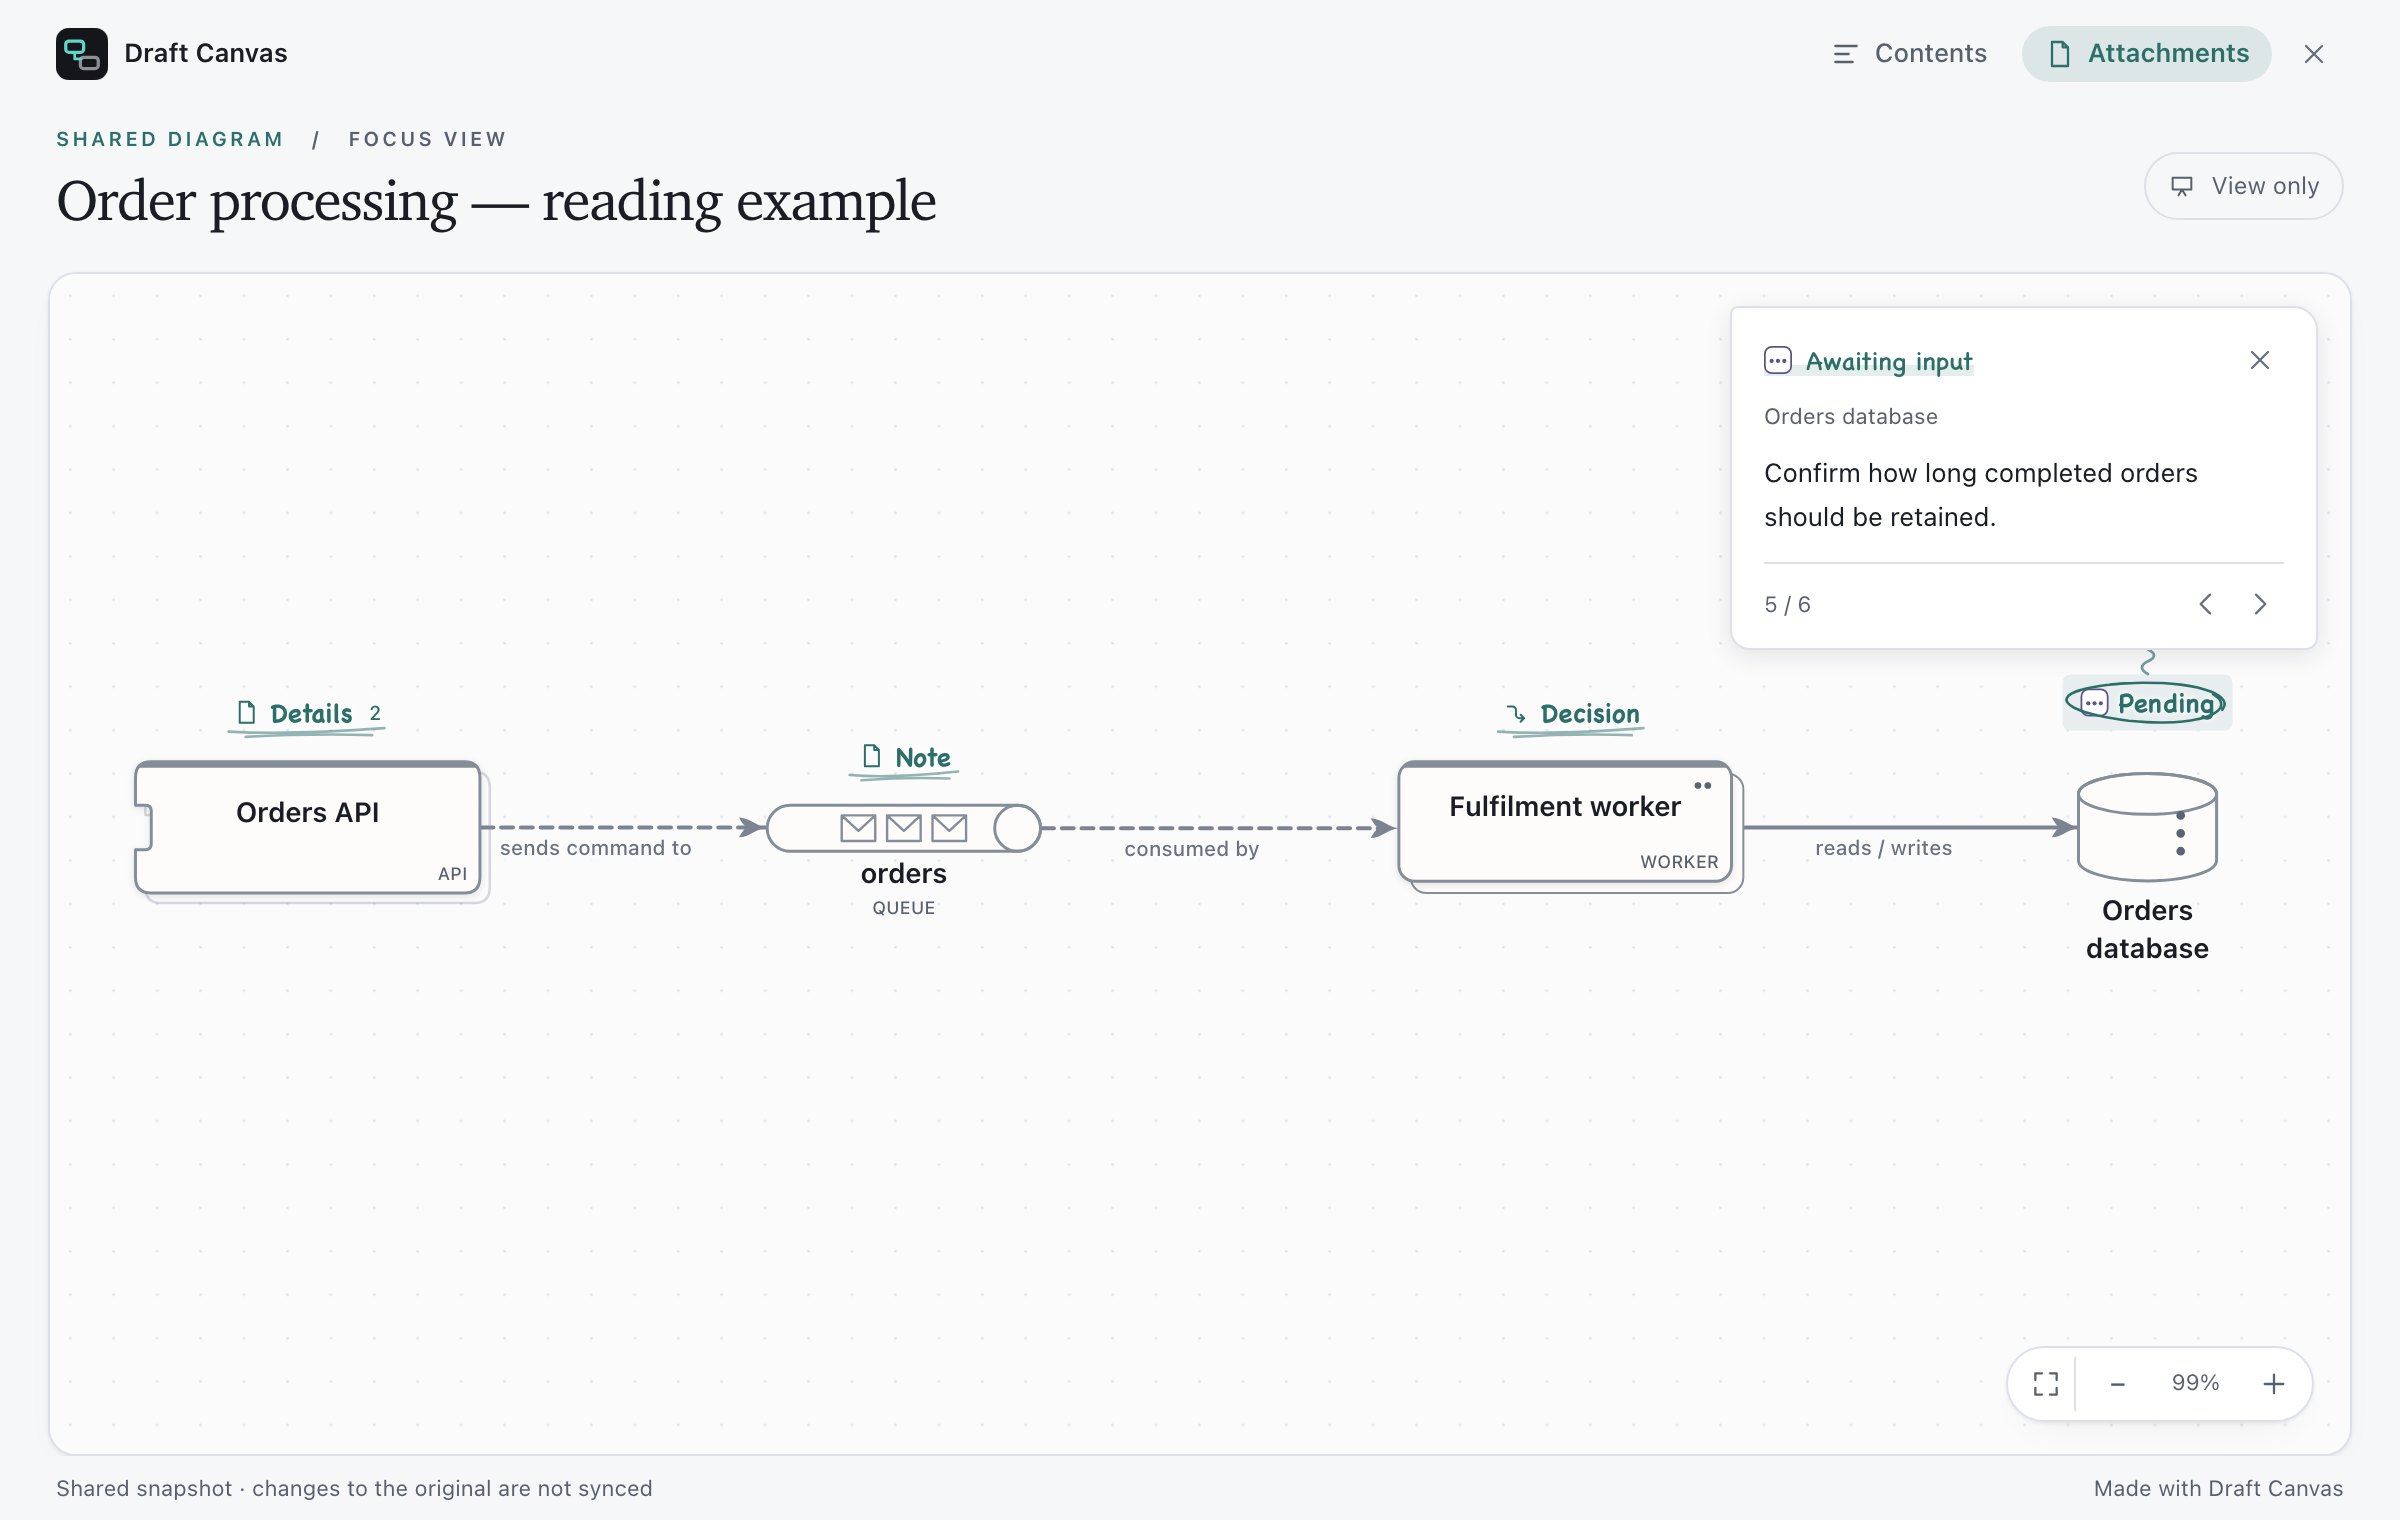 Draft Canvas
Contents
Attachments
SHARED DIAGRAM / FOCUS VIEW
Order processing — reading example
View only
Awaiting input
Orders database
Confirm how long completed orders
should be retained.
5 / 6
Pending
Details 2
Note
Decision
Orders API
API
sends command to
orders
QUEUE
consumed by
Fulfilment worker
WORKER
reads / writes
Orders
database
99%
Shared snapshot · changes to the original are not synced
Made with Draft Canvas